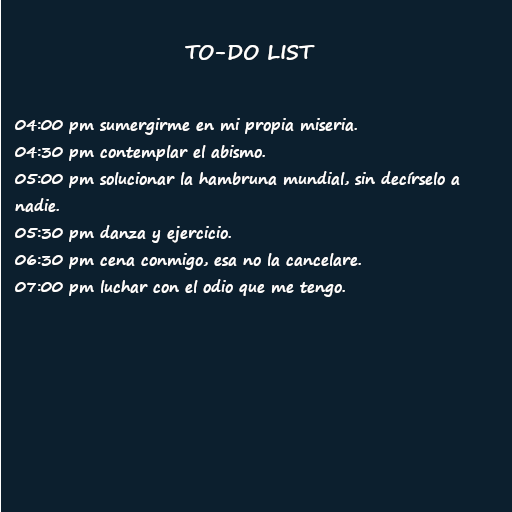 TO-DO LIST
04:00 pm sumergirme en mi propia miseria.
04:30 pm contemplar el abismo.
05:00 pm solucionar la hambruna mundial, sin decírselo a
nadie.
05:30 pm danza y ejercicio.
06:30 pm cena conmigo, esa no la cancelare.
07:00 pm luchar con el odio que me tengo.